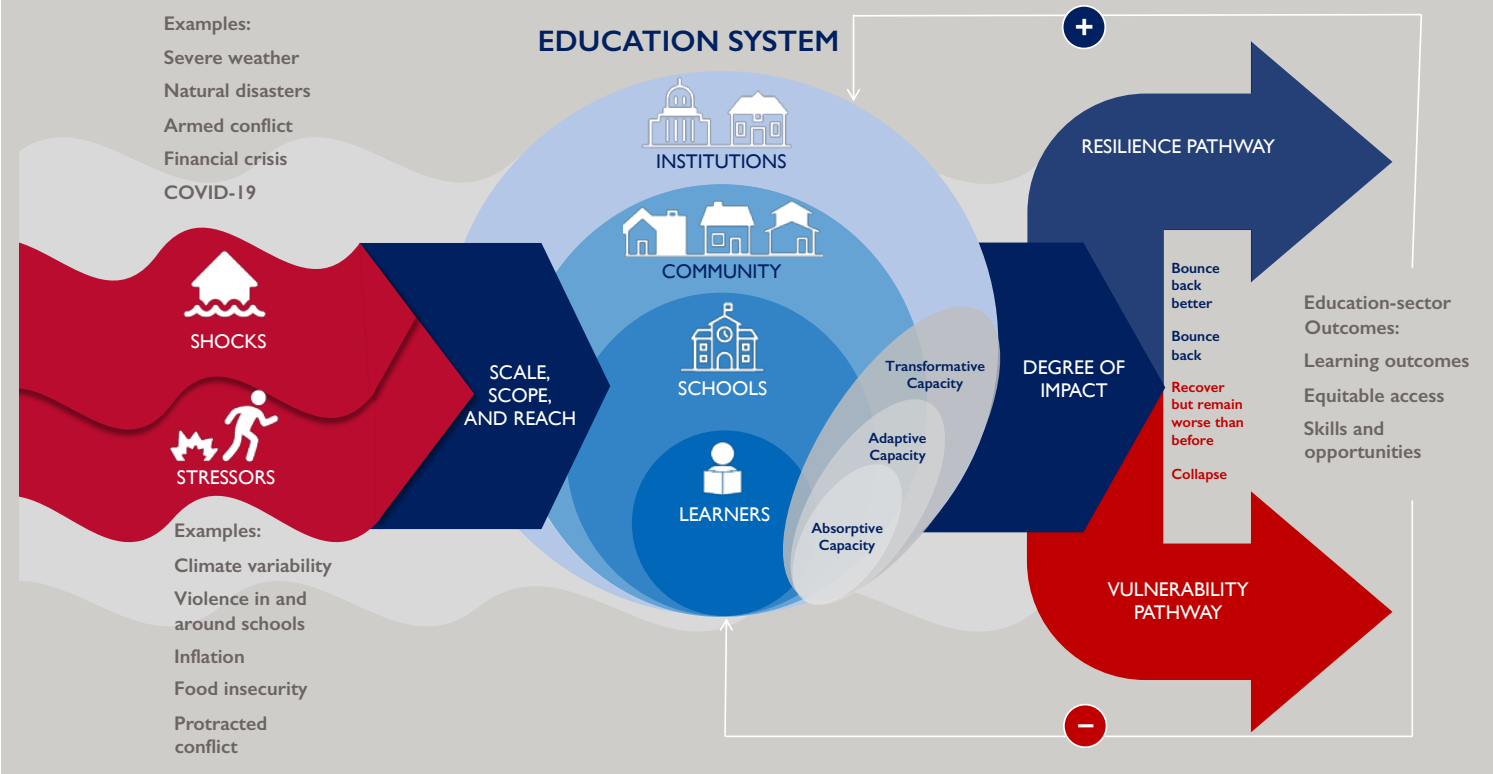 Examples:
Severe weather
Natural disasters
Armed conflict
Financial crisis
COVID-19
SHOCKS
STRESSORS
Examples:
Climate variability
Violence in and
around schools
Inflation
Food insecurity
Protracted
conflict
SCALE,
SCOPE,
AND REACH
EDUCATION SYSTEM
INSTITUTIONS
COMMUNITY
SCHOOLS
LEARNERS
Transformative
Capacity
Adaptive
Capacity
Absorptive
Capacity
DEGREE OF
IMPACT
+
RESILIENCE PATHWAY
Bounce
back
better
Bounce
back
Recover
but remain
worse than
before
Collapse
VULNERABILITY
PATHWAY
–
Education-sector
Outcomes:
Learning outcomes
Equitable access
Skills and
opportunities